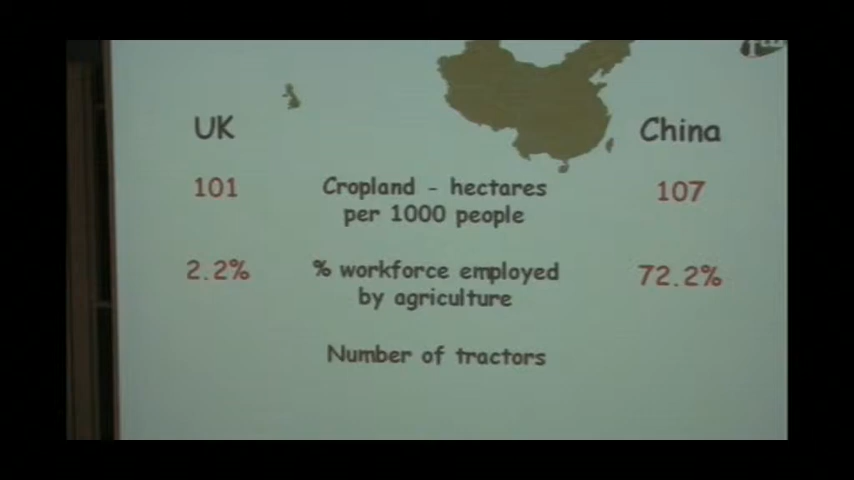 UK
China
101
Cropland - hectares
per 1000 people
107
2.2%
% workforce employed
by agriculture
72.2%
Number of tractors